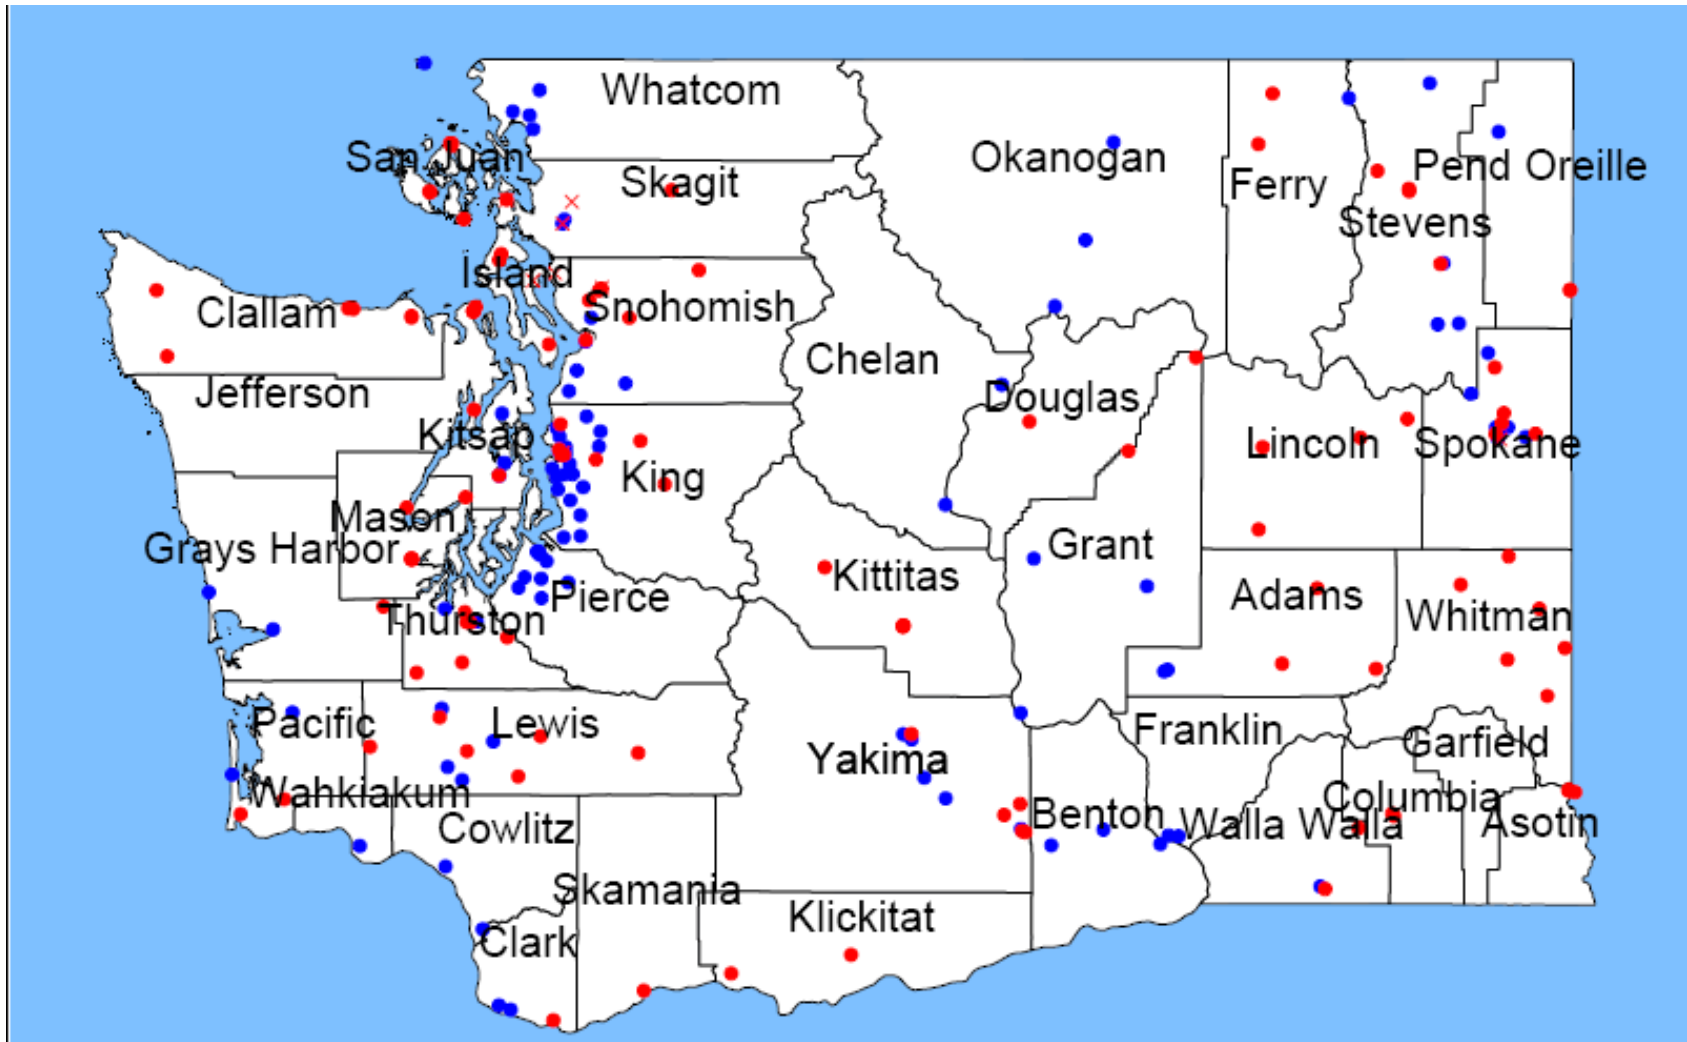 Whatcom
San Juan
Skagit
Okanogan
Ferry
Pend Oreille
Stevens
Island
Clallam
Snohomish
Jefferson
Chelan
Douglas
Kitsap
King
Lincoln
Spokane
Mason
Grays Harbor
Grant
Kittitas
Pierce
Thurston
Adams
Whitman
Pacific
Lewis
Franklin
Garfield
Yakima
Wahkiakum
Cowlitz
Benton
Walla Walla
Columbia
Asotin
Skamania
Klickitat
Clark